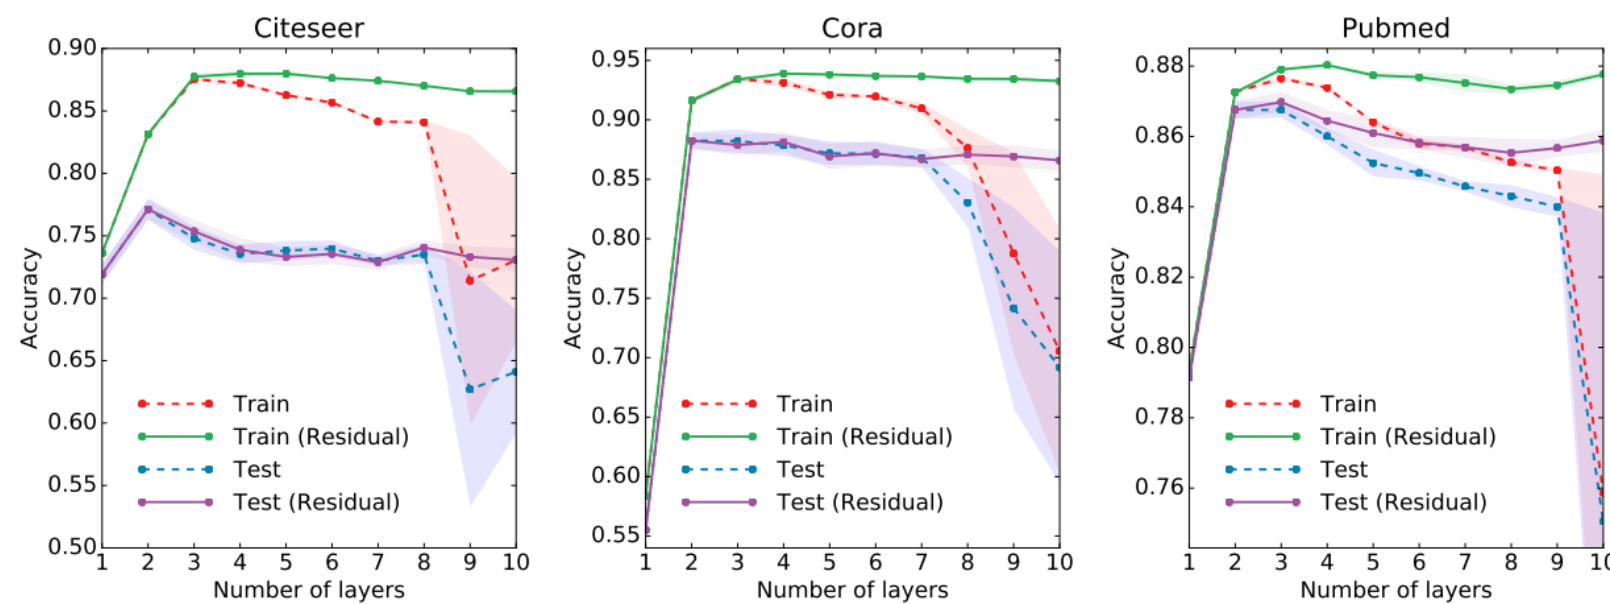 Citeseer
0.90
0.85
0.80
0.75
0.70
0.65
0.60
0.55
0.50
Accuracy
Train
Train (Residual)
Test
Test (Residual)
1 2 3 4 5 6 7 8 9 10
Number of layers
Cora
0.95
0.90
0.85
0.80
0.75
0.70
0.65
0.60
0.55
Accuracy
Train
Train (Residual)
Test
Test (Residual)
1 2 3 4 5 6 7 8 9 10
Number of layers
Pubmed
0.88
0.86
0.84
0.82
0.80
0.78
0.76
Accuracy
Train
Train (Residual)
Test
Test (Residual)
1 2 3 4 5 6 7 8 9 10
Number of layers